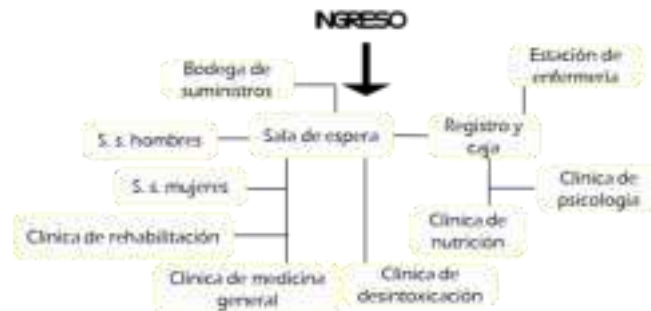 INGRESO
Estación de
enfermería
Bodega de
suministros
S. s. hombres
Sala de espera
Registro y
caja
S. s. mujeres
Clínica de
psicología
Clínica de rehabilitación
Clínica de
nutrición
Clínica de medicina
general
Clínica de
desintoxicación